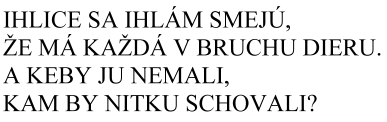 IHLICE SA IHLÁM SMEJÚ,
ŽE MÁ KAŽDÁ V BRUCHU DIERU.
A KEBY JU NEMALI,
KAM BY NITKU SCHOVALI?